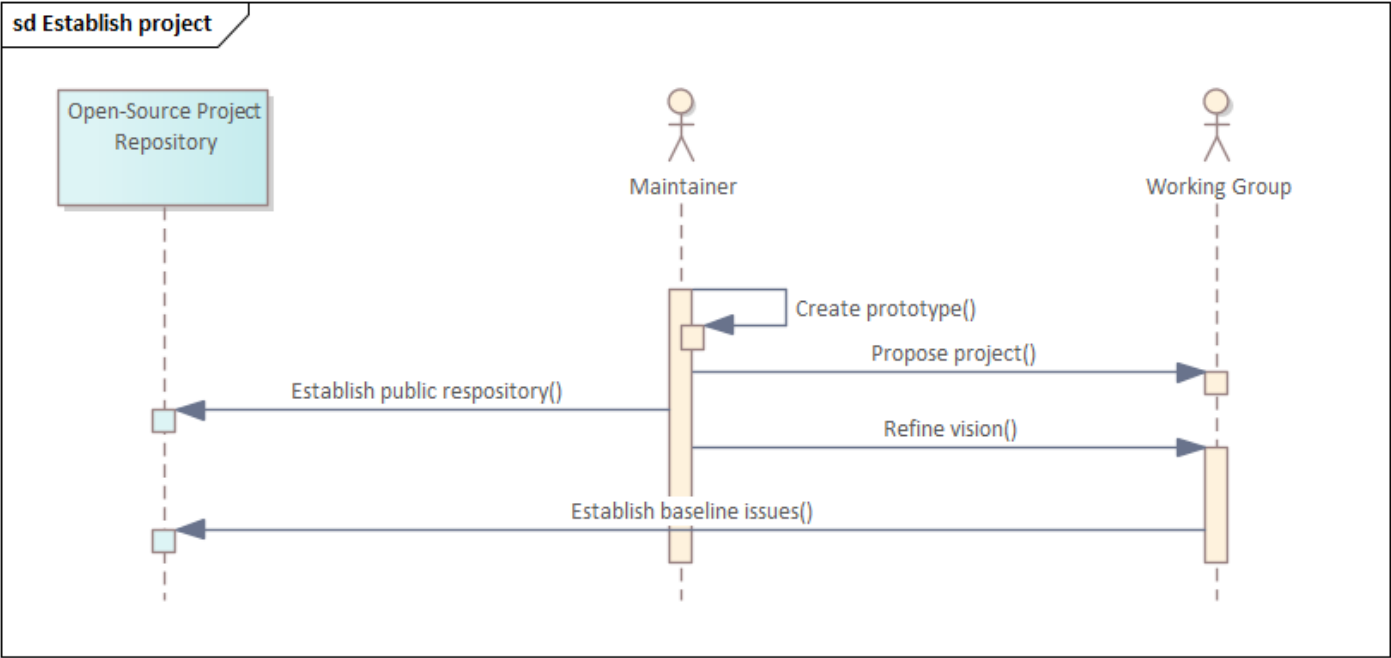 sd Establish project
Open-Source Project
Repository
Maintainer
Working Group
Create prototype()
Propose project()
Establish public respository()
Refine vision()
Establish baseline issues()